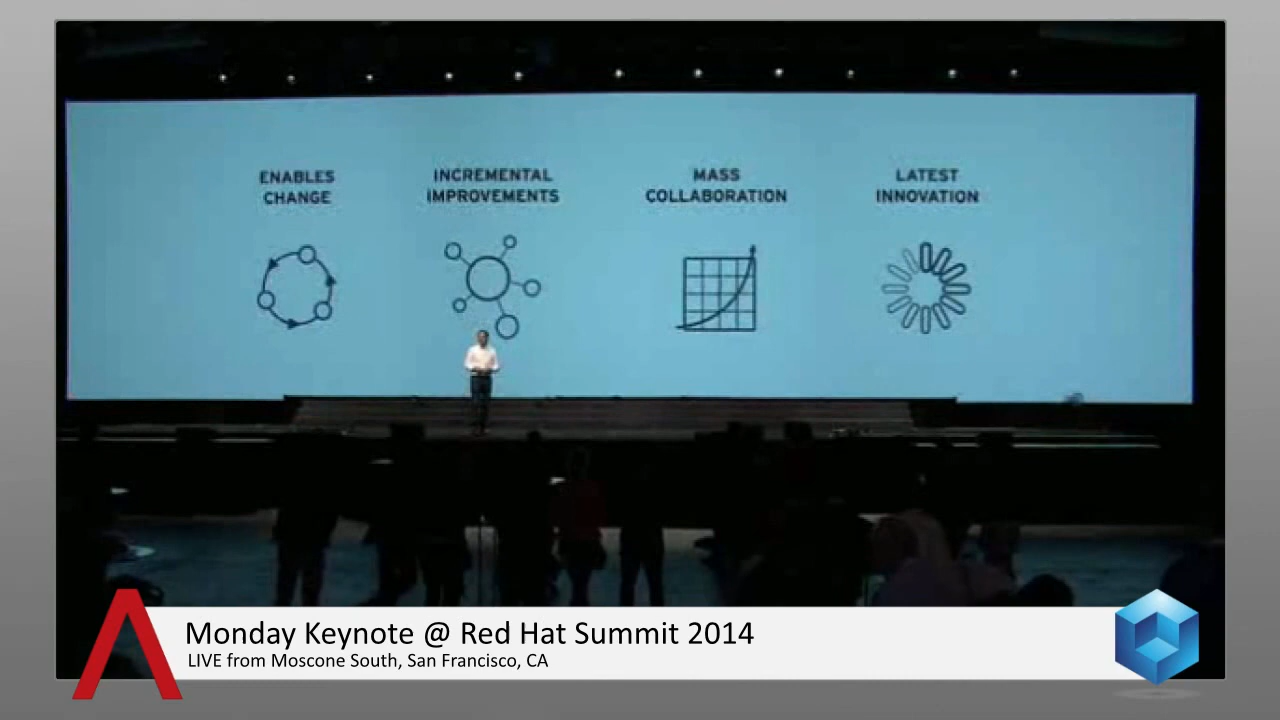 ENABLES
CHANGE
INCREMENTAL
IMPROVEMENTS
MASS
COLLABORATION
LATEST
INNOVATION
Monday Keynote @ Red Hat Summit 2014
LIVE from Moscone South, San Francisco, CA